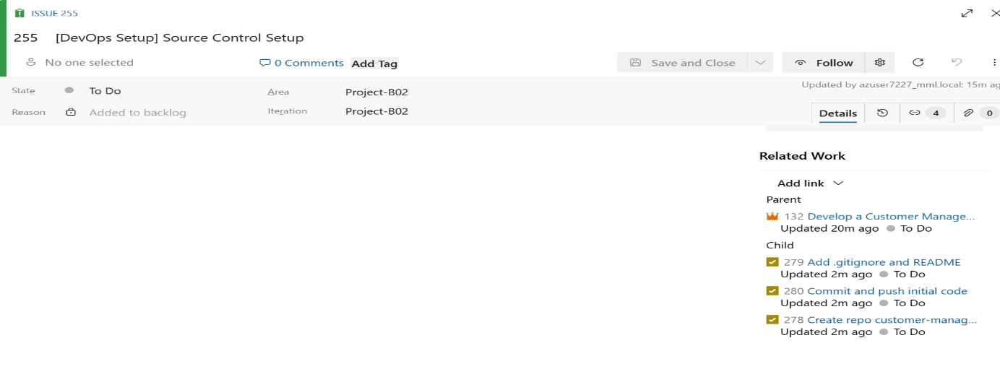 ISSUE 255
255 [DevOps Setup] Source Control Setup
No one selected 0 Comments Add Tag Save and Close Follow
State To Do Area Project-B02 Updated by azuser7227_mml.local: 15m ag
Reason Added to backlog Iteration Project-B02 Details 4 0
Related Work
Add link
Parent
132 Develop a Customer Manage...
Updated 20m ago To Do
Child
279 Add .gitignore and README
Updated 2m ago To Do
280 Commit and push initial code
Updated 2m ago To Do
278 Create repo customer-manag...
Updated 2m ago To Do